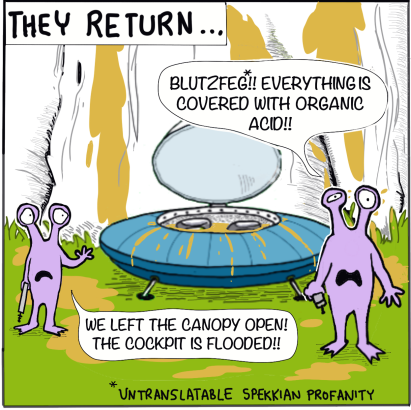 THEY RETURN...
BLUTZFEG*!! EVERYTHING IS
COVERED WITH ORGANIC
ACID!!
WE LEFT THE CANOPY OPEN!
THE COCKPIT IS FLOODED!!
*UNTRANSLATABLE SPEKKIAN PROFANITY